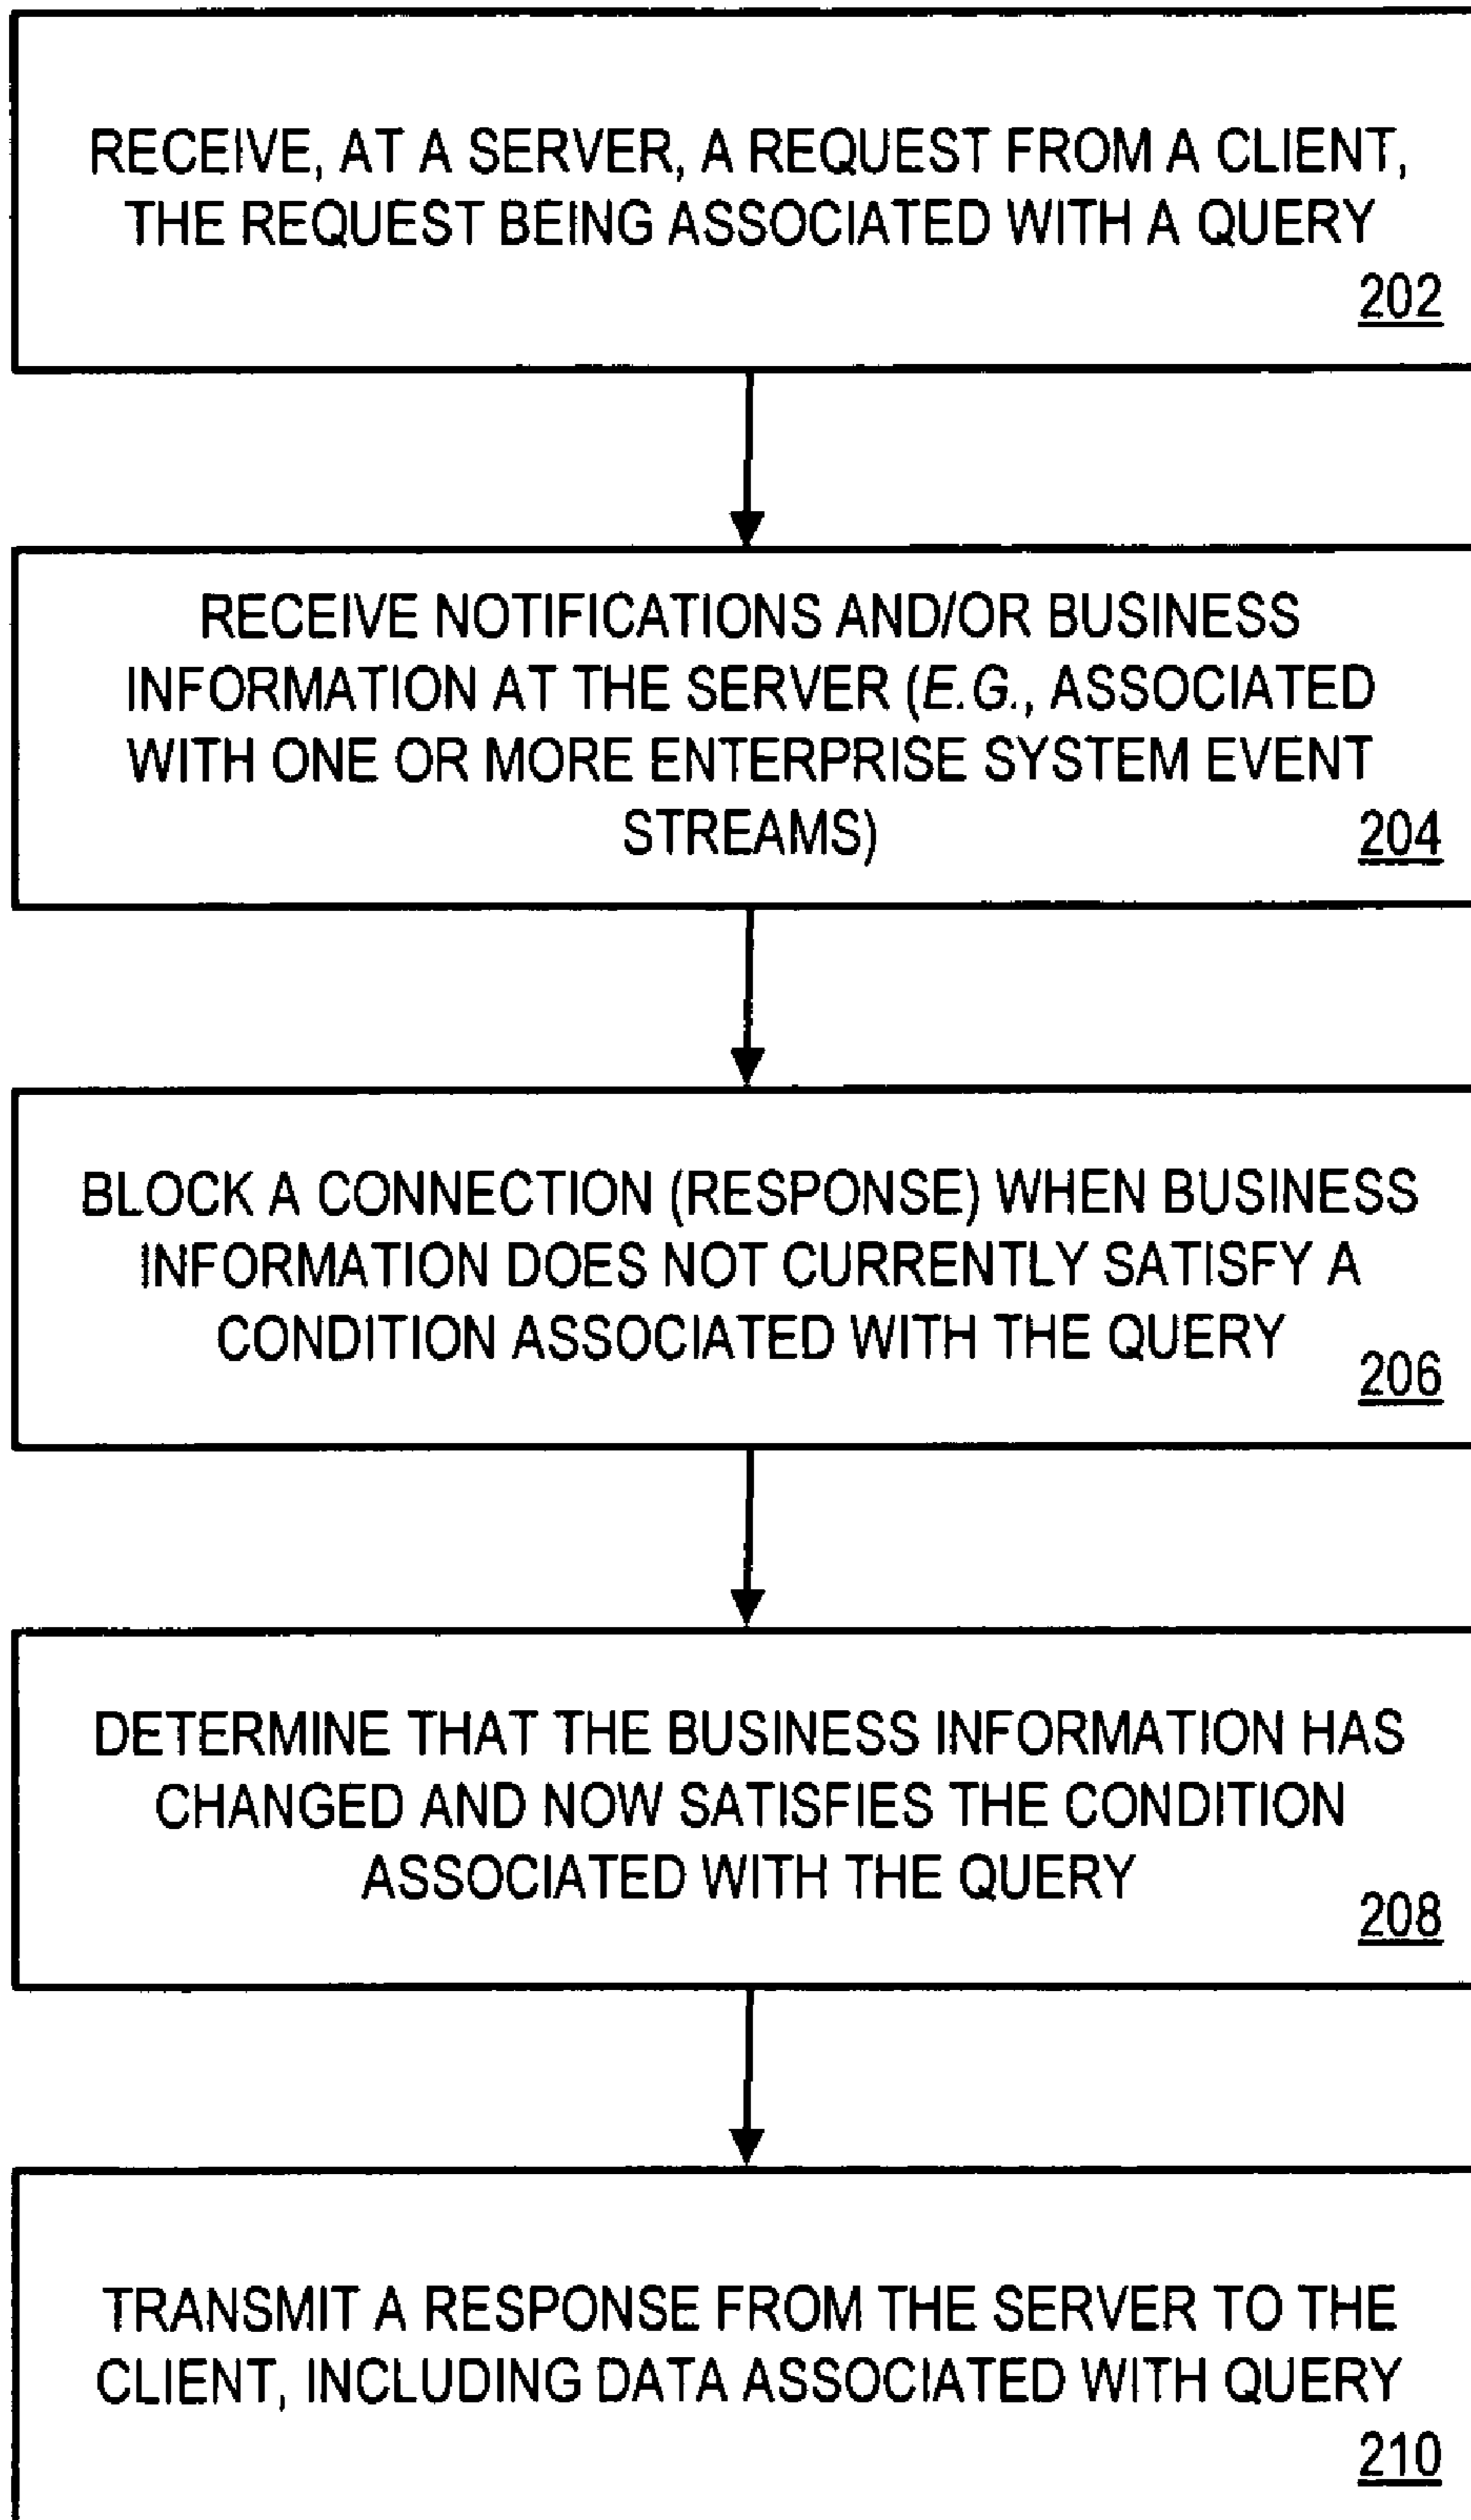 RECEIVE, AT A SERVER, A REQUEST FROM A CLIENT,
THE REQUEST BEING ASSOCIATED WITH A QUERY
202
RECEIVE NOTIFICATIONS AND/OR BUSINESS
INFORMATION AT THE SERVER (E.G., ASSOCIATED
WITH ONE OR MORE ENTERPRISE SYSTEM EVENT
STREAMS)
204
BLOCK A CONNECTION (RESPONSE) WHEN BUSINESS
INFORMATION DOES NOT CURRENTLY SATISFY A
CONDITION ASSOCIATED WITH THE QUERY
206
DETERMINE THAT THE BUSINESS INFORMATION HAS
CHANGED AND NOW SATISFIES THE CONDITION
ASSOCIATED WITH THE QUERY
208
TRANSMIT A RESPONSE FROM THE SERVER TO THE
CLIENT, INCLUDING DATA ASSOCIATED WITH QUERY
210